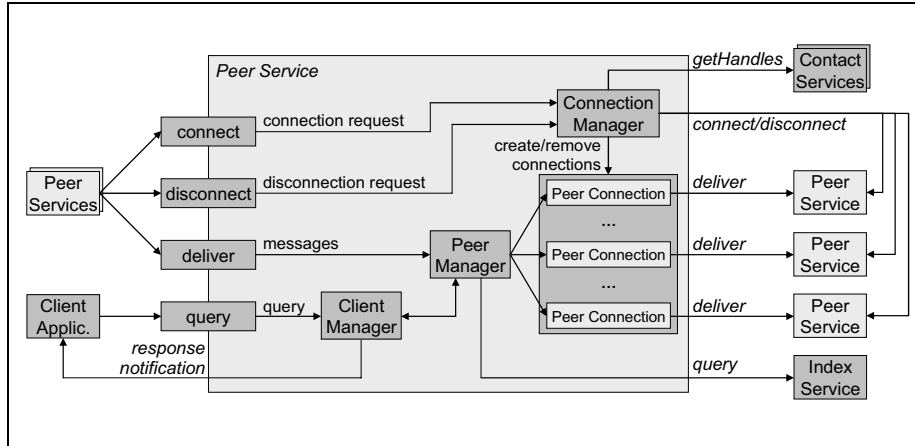 Peer Service
getHandles
Contact
Services
connect
connection request
Connection
Manager
connect/disconnect
create/remove
connections
Peer
Services
disconnect
disconnection request
Peer Connection
deliver
Peer
Service
...
deliver
messages
Peer
Manager
Peer Connection
deliver
Peer
Service
...
Client
Applic.
query
query
Client
Manager
Peer Connection
deliver
Peer
Service
response
notification
query
Index
Service